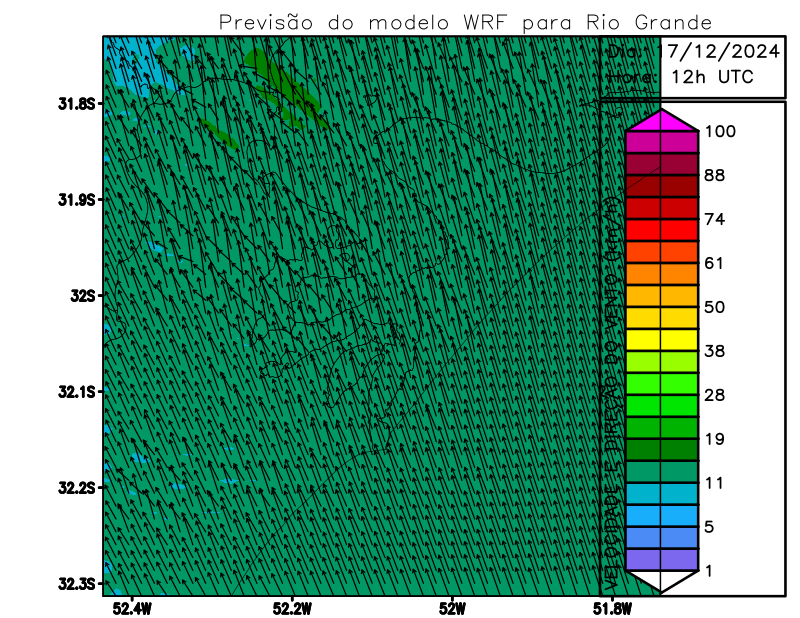 Previsão do modelo WRF para Rio Grande
Dia: 17/12/2024
Hora: 12h UTC
31.8S
31.9S
32S
32.1S
32.2S
32.3S
52.4W
52.2W
52W
51.8W
VELOCIDADE E DIREÇÃO DO VENTO (km/h)
100
88
74
61
50
38
28
19
11
5
1